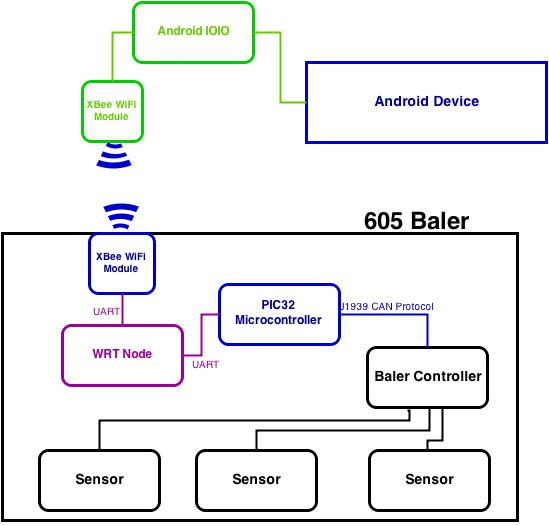 Android IOIO
XBee WiFi
Module
Android Device
605 Baler
XBee WiFi
Module
UART
PIC32
Microcontroller
J1939 CAN Protocol
WRT Node
UART
Baler Controller
Sensor
Sensor
Sensor